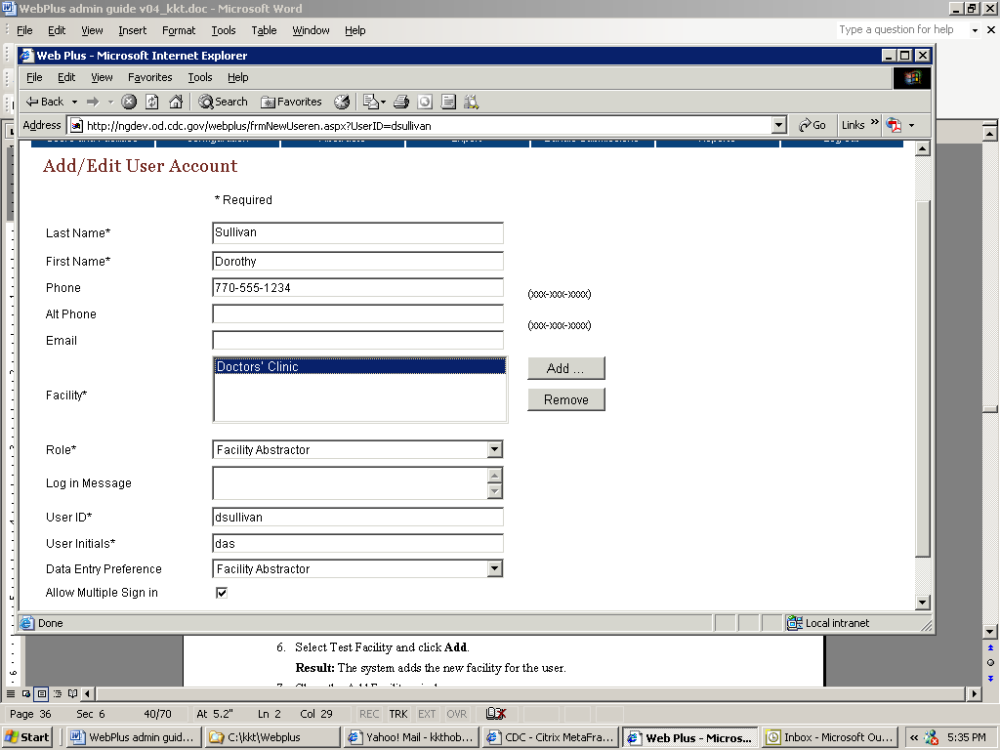 WebPlus admin guide v04_kkt.doc - Microsoft Word
File Edit View Insert Format Tools Table Window Help Type a question for help
Web Plus - Microsoft Internet Explorer
File Edit View Favorites Tools Help
Back Search Favorites
Address http://ngdev.od.cdc.gov/webplus/frmNewUseren.aspx?UserID=dsullivan Go Links »
Add/Edit User Account
* Required
Last Name* Sullivan
First Name* Dorothy
Phone 770-555-1234 (xxx-xxx-xxxx)
Alt Phone (xxx-xxx-xxxx)
Email
Doctors' Clinic Add ...
Facility* Remove
Role* Facility Abstractor
Log in Message
User ID* dsullivan
User Initials* das
Data Entry Preference Facility Abstractor
Allow Multiple Sign in
Done Local intranet
6. Select Test Facility and click Add.
Result: The system adds the new facility for the user.
Page 36 Sec 6 40/70 At 5.2" Ln 2 Col 29 REC TRK EXT OVR
Start WebPlus admin guid... C:\kkt\Webplus Yahoo! Mail - kkthob... CDC - Citrix MetaFra... Web Plus - Micros... Inbox - Microsoft Ou... « 5:35 PM